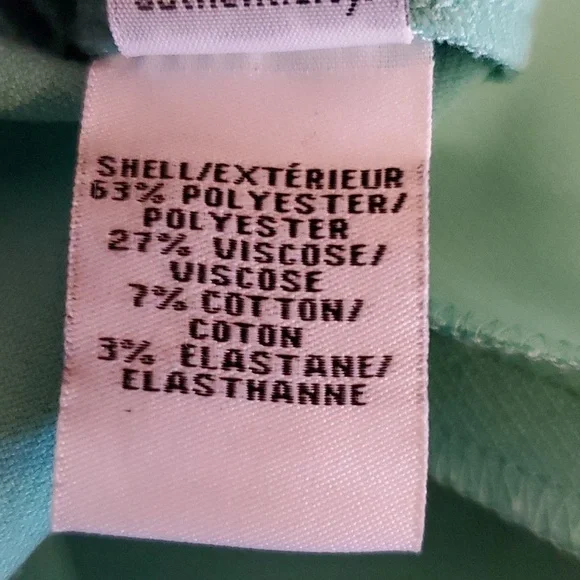 SHELL/EXTÉRIEUR
63% POLYESTER/
POLYESTER
27% VISCOSE/
VISCOSE
7% COTTON/
COTON
3% ELASTANE/
ELASTHANNE